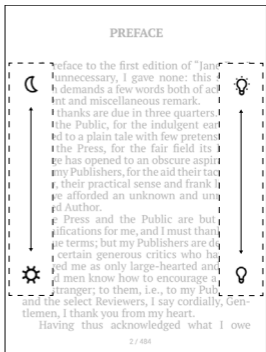 PREFACE
reface to the first edition of "Jan
unnecessary, I gave none: this
demands a few words both of ac
nt and miscellaneous remark.
thanks are due in three quarters.
the Public, for the indulgent ear
d to a plain tale with few pretens
the Press, for the fair field its
ge has opened to an obscure aspir
my Publishers, for the aid their tac
, their practical sense and frank l
ve afforded an unknown and un
d Author.
Press and the Public are but
ifications for me, and I must than
ue terms; but my Publishers are de
certain generous critics who ha
ed me as only large-hearted and
d men know how to encourage a
tranger; to them, i.e., to my Pub
and the select Reviewers, I say cordially, Gen-
tlemen, I thank you from my heart.
Having thus acknowledged what I owe
2 / 484